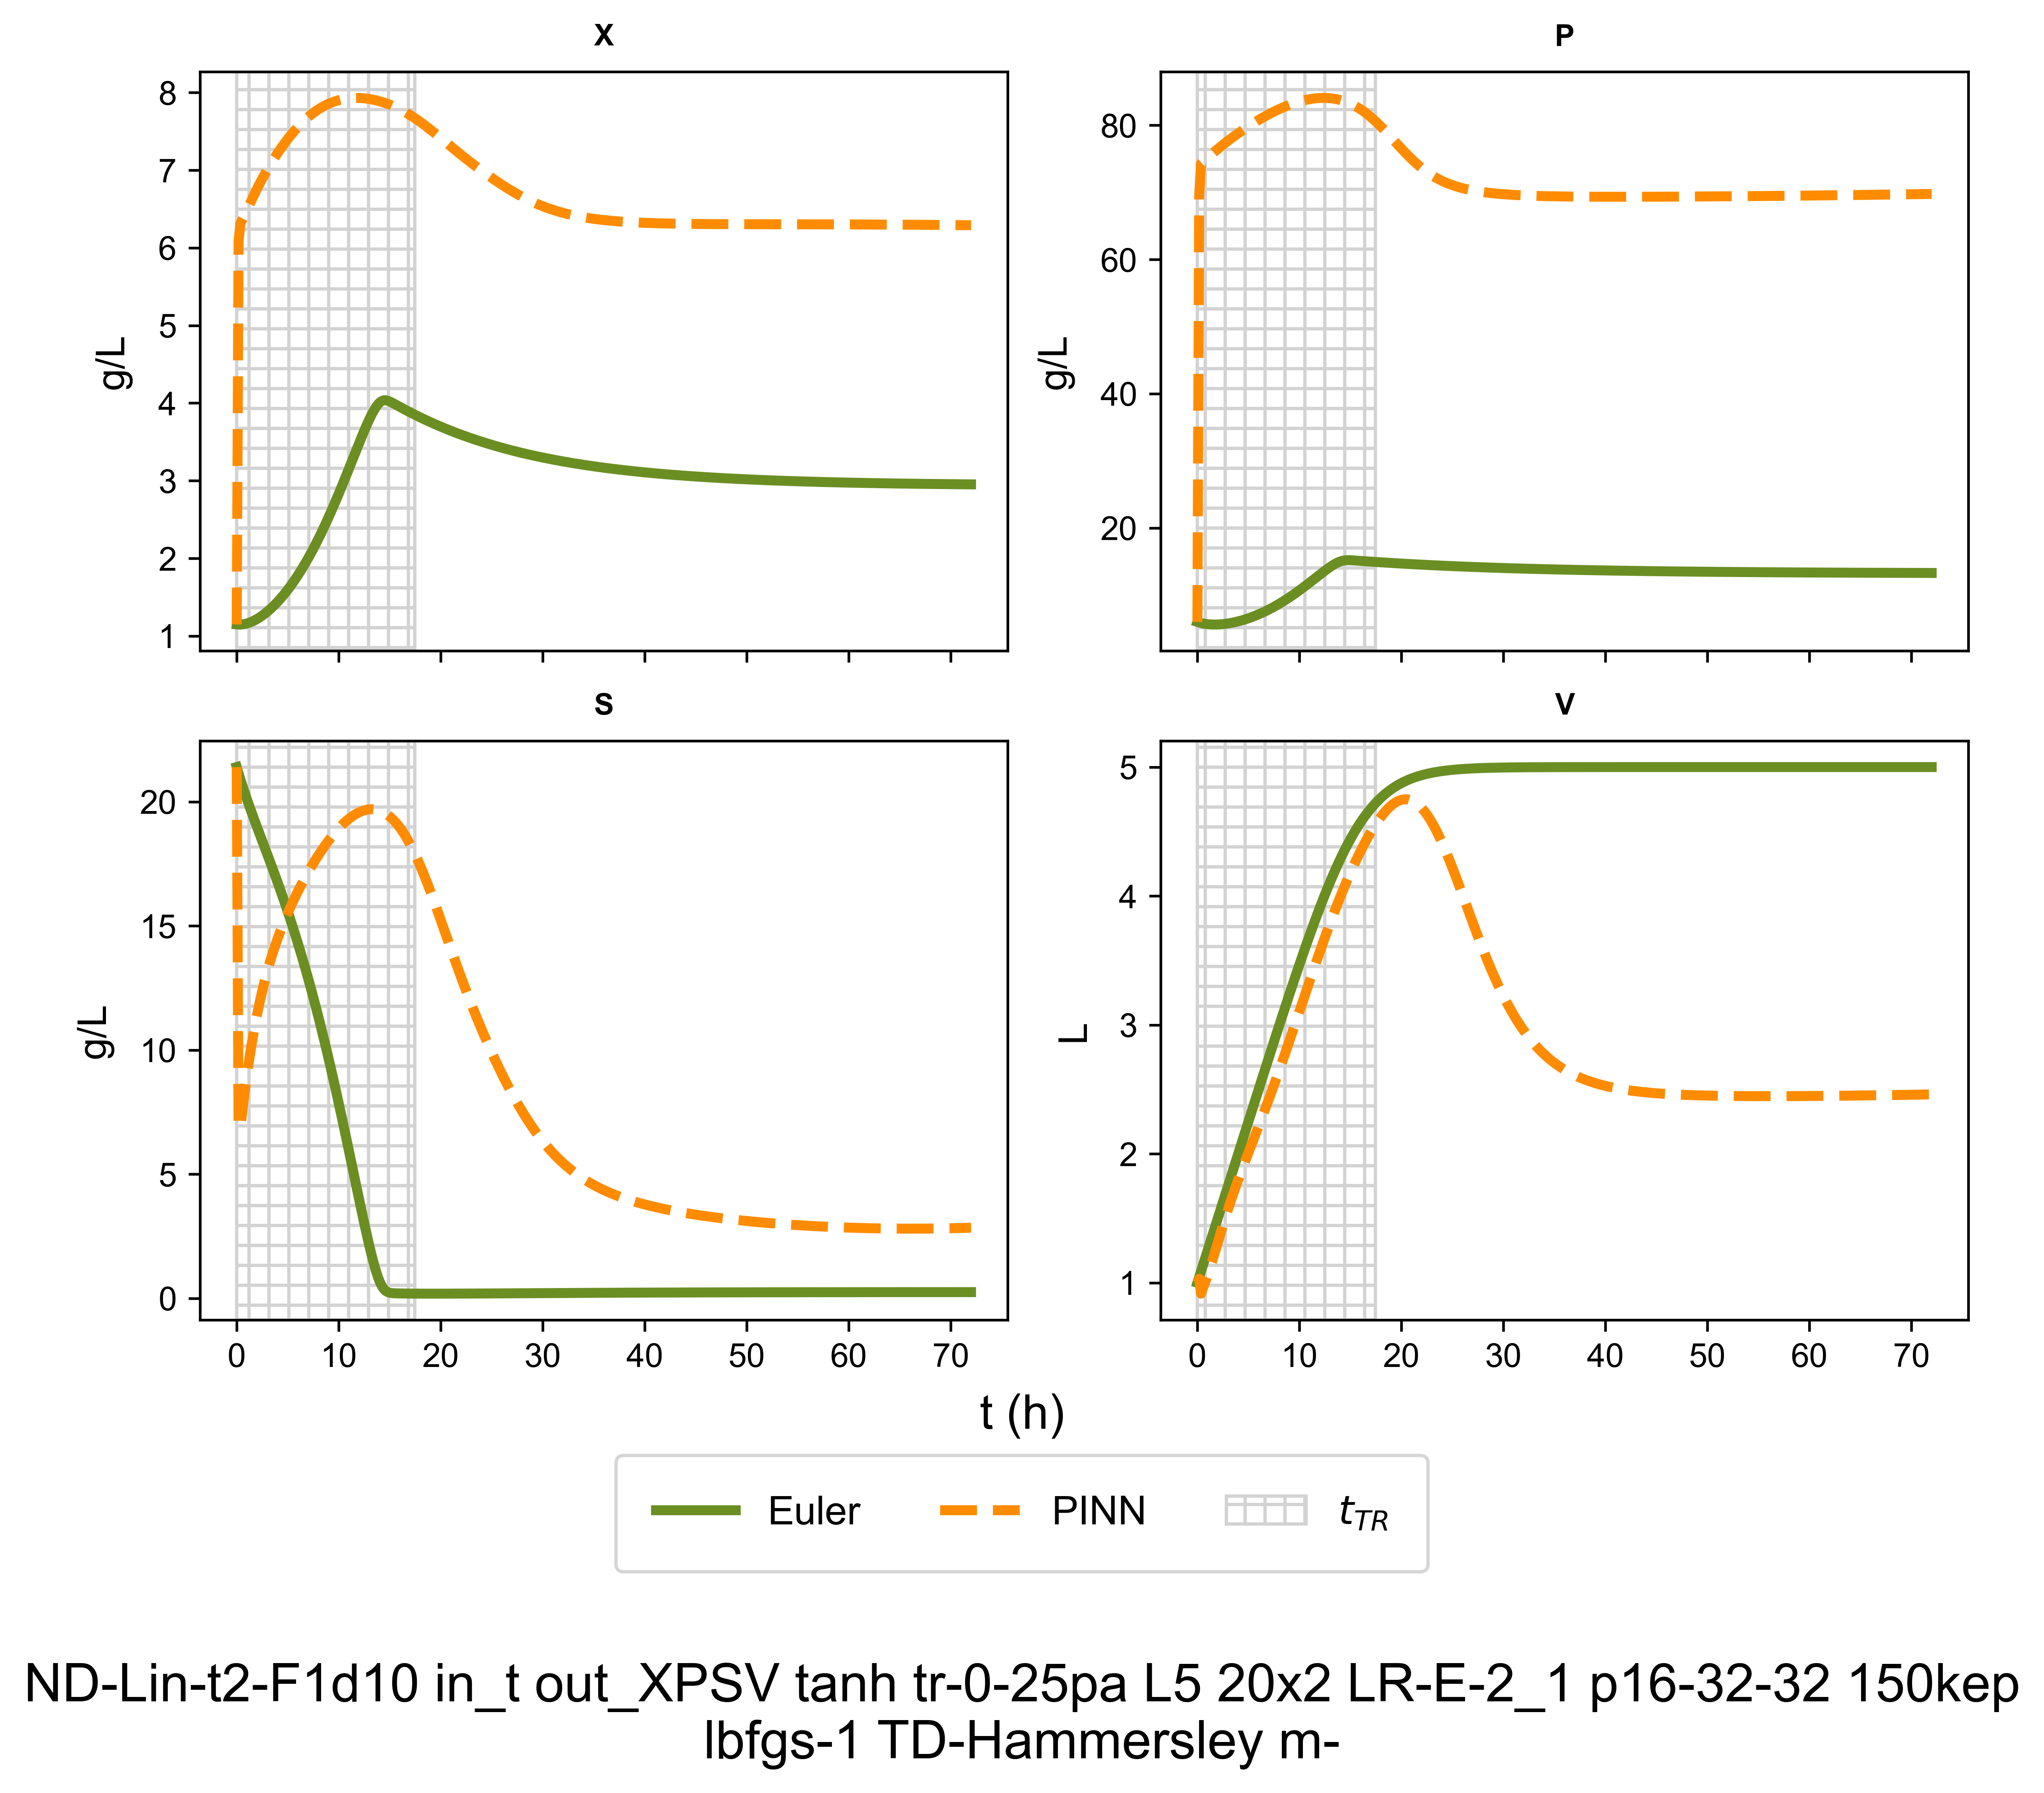 X
P
8
7
6
5
4
3
2
1
g/L
80
60
40
20
g/L
S
V
20
15
10
5
0
g/L
0 10 20 30 40 50 60 70
5
4
3
2
1
L
0 10 20 30 40 50 60 70
t (h)
Euler PINN t_TR
ND-Lin-t2-F1d10 in_t out_XPSV tanh tr-0-25pa L5 20x2 LR-E-2_1 p16-32-32 150kep
lbfgs-1 TD-Hammersley m-